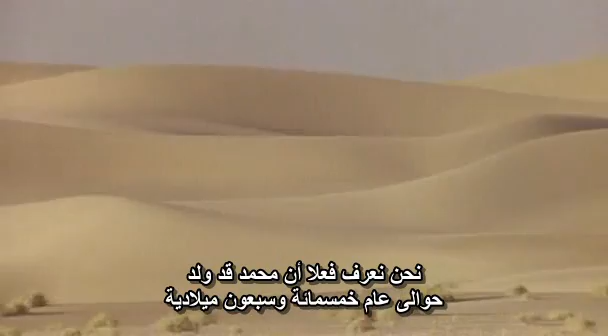 نحن نعرف فعلا أن محمد قد ولد
حوالى عام خمسمائة وسبعون ميلادية